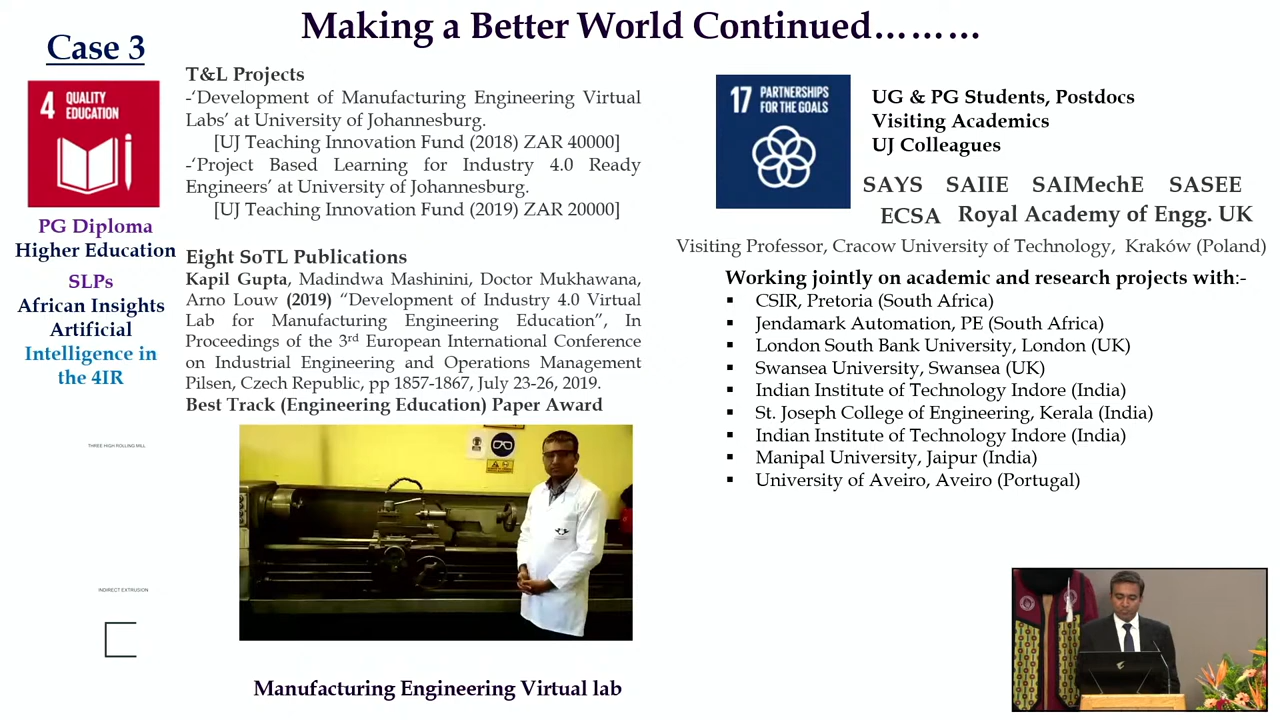 Making a Better World Continued………
Case 3
4 QUALITY
EDUCATION
PG Diploma
Higher Education
SLPs
African Insights
Artificial
Intelligence in
the 4IR
THREE HIGH ROLLING MILL
INDIRECT EXTRUSION
T&L Projects
-‘Development of Manufacturing Engineering Virtual
Labs’ at University of Johannesburg.
[UJ Teaching Innovation Fund (2018) ZAR 40000]
-‘Project Based Learning for Industry 4.0 Ready
Engineers’ at University of Johannesburg.
[UJ Teaching Innovation Fund (2019) ZAR 20000]
Eight SoTL Publications
Kapil Gupta, Madindwa Mashinini, Doctor Mukhawana,
Arno Louw (2019) “Development of Industry 4.0 Virtual
Lab for Manufacturing Engineering Education”, In
Proceedings of the 3rd European International Conference
on Industrial Engineering and Operations Management
Pilsen, Czech Republic, pp 1857-1867, July 23-26, 2019.
Best Track (Engineering Education) Paper Award
Manufacturing Engineering Virtual lab
17 PARTNERSHIPS
FOR THE GOALS
UG & PG Students, Postdocs
Visiting Academics
UJ Colleagues
SAYS SAIIE SAIMechE SASEE
ECSA Royal Academy of Engg. UK
Visiting Professor, Cracow University of Technology, Kraków (Poland)
Working jointly on academic and research projects with:-
▪ CSIR, Pretoria (South Africa)
▪ Jendamark Automation, PE (South Africa)
▪ London South Bank University, London (UK)
▪ Swansea University, Swansea (UK)
▪ Indian Institute of Technology Indore (India)
▪ St. Joseph College of Engineering, Kerala (India)
▪ Indian Institute of Technology Indore (India)
▪ Manipal University, Jaipur (India)
▪ University of Aveiro, Aveiro (Portugal)